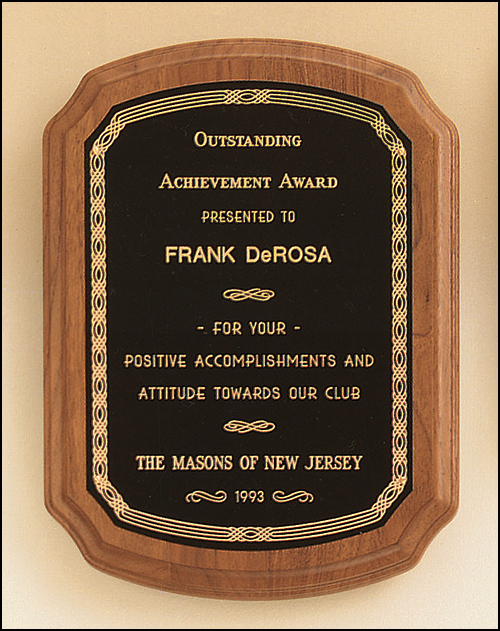 Outstanding
Achievement Award
PRESENTED TO
FRANK DeROSA
- FOR YOUR -
POSITIVE ACCOMPLISHMENTS AND
ATTITUDE TOWARDS OUR CLUB
THE MASONS OF NEW JERSEY
1993